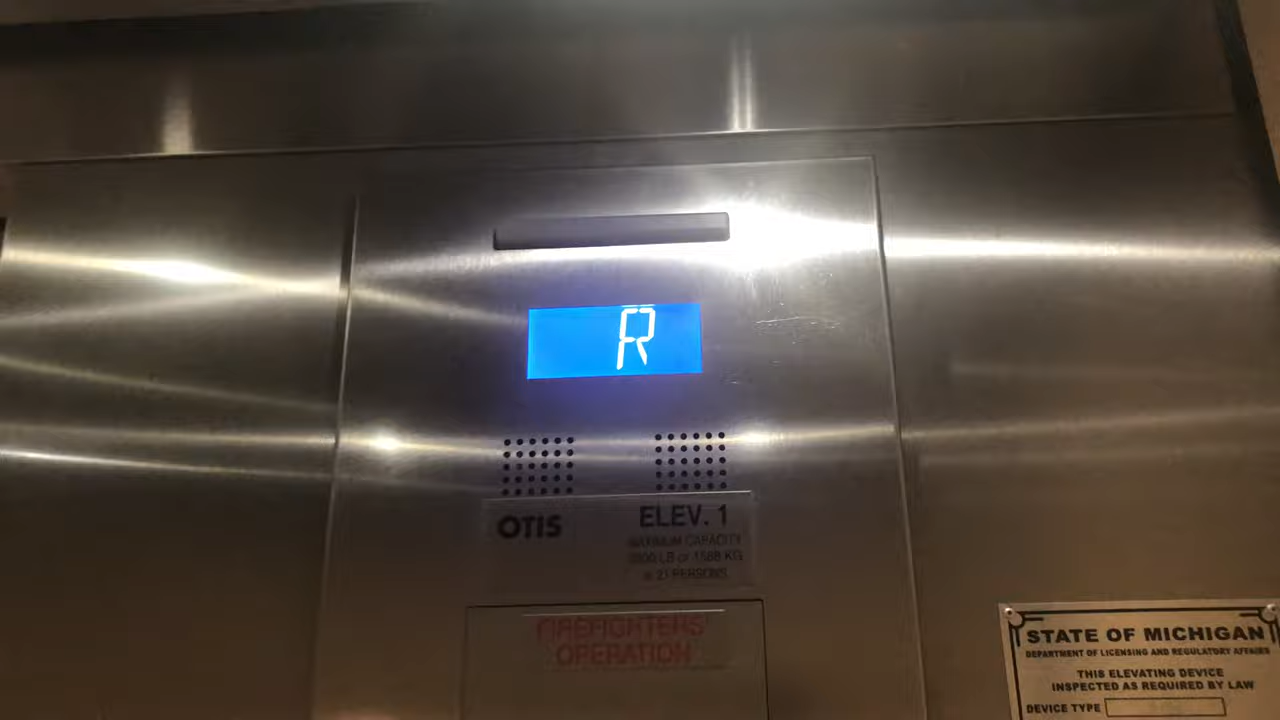 R
OTIS
ELEV. 1
MAXIMUM CAPACITY
3500 LB or 1588 KG
or 21 PERSONS
FIREFIGHTERS'
OPERATION
STATE OF MICHIGAN
DEPARTMENT OF LICENSING AND REGULATORY AFFAIRS
THIS ELEVATING DEVICE
INSPECTED AS REQUIRED BY LAW
DEVICE TYPE